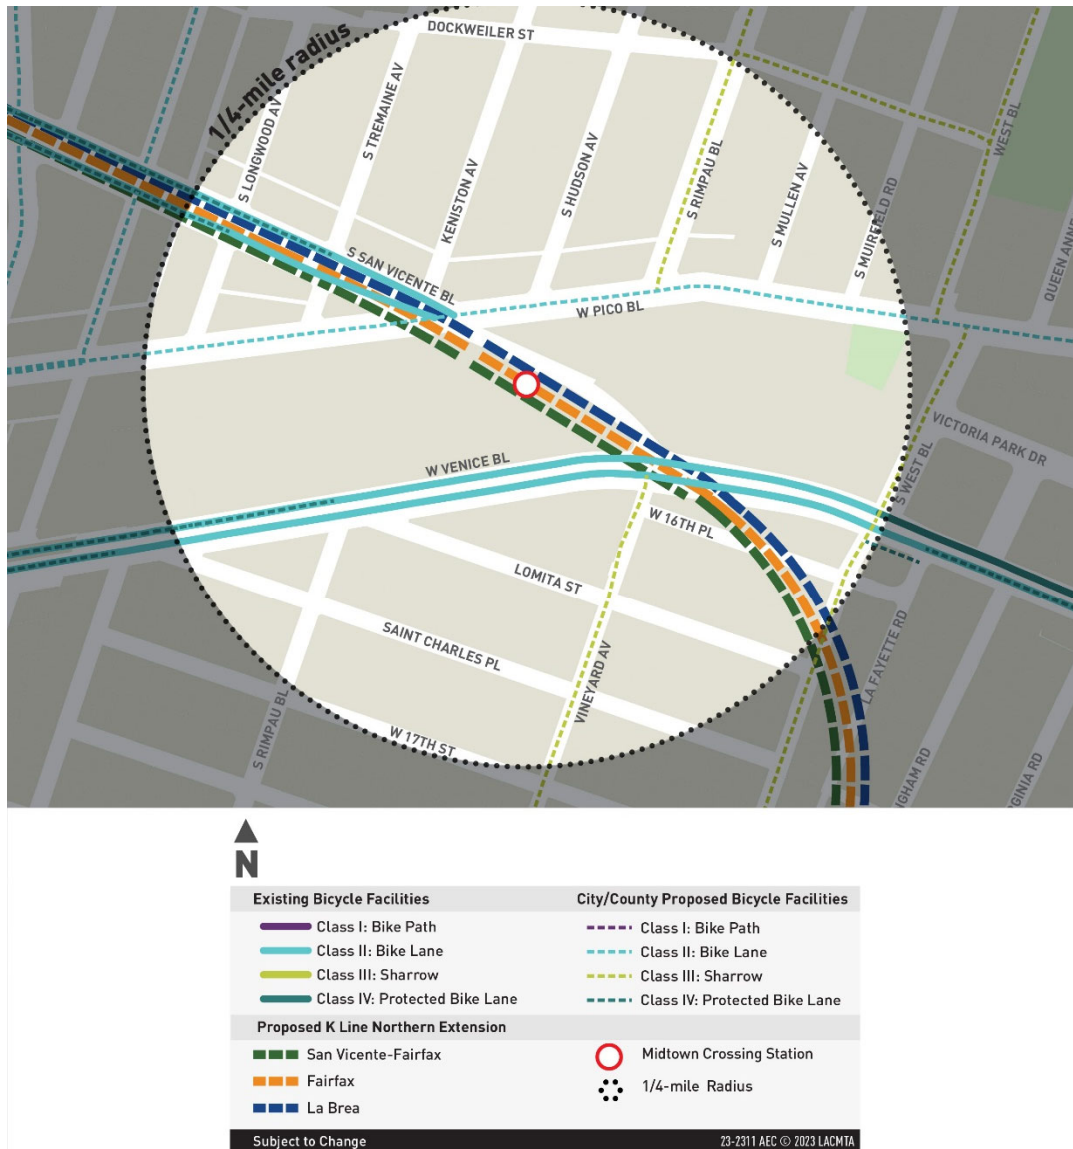 DOCKWEILER ST
1/4-mile radius
S LONGWOOD AV
S TREMAINE AV
KENISTON AV
S HUDSON AV
S RIMPAU BL
S MULLEN AV
S MUIRFIELD RD
WEST BL
QUEEN ANNE
S SAN VICENTE BL
W PICO BL
VICTORIA PARK DR
W VENICE BL
S WEST BL
W 16TH PL
LOMITA ST
SAINT CHARLES PL
VINEYARD AV
LA FAYETTE RD
S RIMPAU BL
W 17TH ST
NGHAM RD
RGINIA RD
N
Existing Bicycle Facilities
Class I: Bike Path
Class II: Bike Lane
Class III: Sharrow
Class IV: Protected Bike Lane
City/County Proposed Bicycle Facilities
Class I: Bike Path
Class II: Bike Lane
Class III: Sharrow
Class IV: Protected Bike Lane
Proposed K Line Northern Extension
San Vicente-Fairfax
Fairfax
La Brea
Midtown Crossing Station
1/4-mile Radius
Subject to Change
23-2311 AEC © 2023 LACMTA